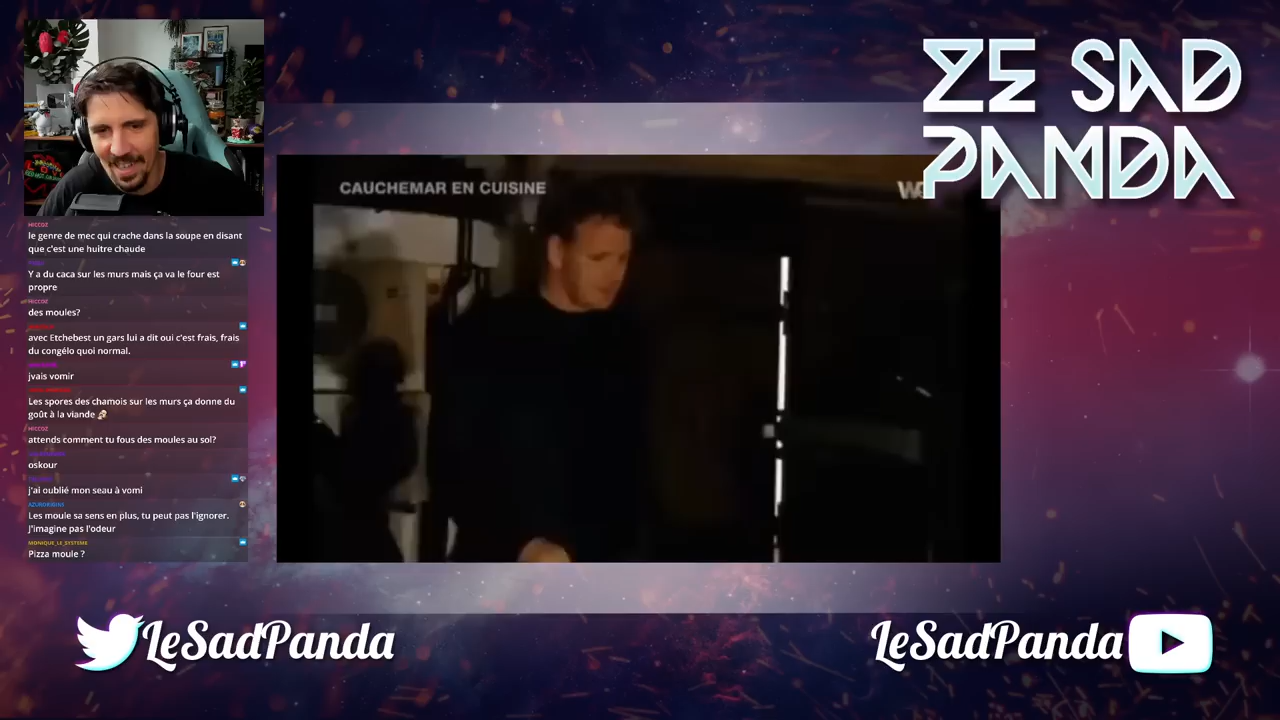 ZE SAD
PANDA
CAUCHEMAR EN CUISINE
HICCOZ
le genre de mec qui crache dans la soupe en disant
que c'est une huitre chaude
Y a du caca sur les murs mais ça va le four est
propre
HICCOZ
des moules?
avec Etchebest un gars lui a dit oui c'est frais, frais
du congélo quoi normal.
jvais vomir
Les spores des chamois sur les murs ça donne du
goût à la viande
HICCOZ
attends comment tu fous des moules au sol?
oskour
j'ai oublié mon seau à vomi
Les moule sa sens en plus, tu peut pas l'ignorer.
J'imagine pas l'odeur
MONIQUE_LE_SYSTEME
Pizza moule ?
LeSadPanda
LeSadPanda